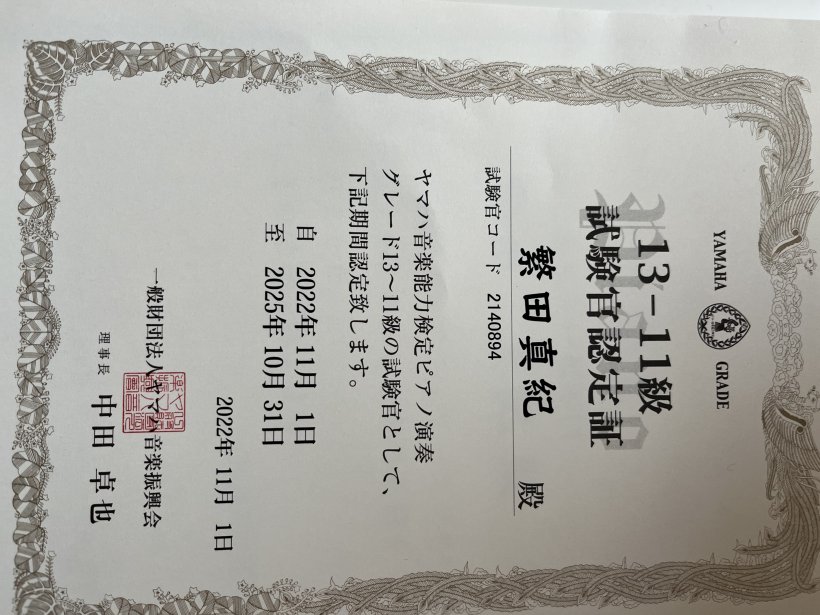 YAMAHA GRADE
13-11級
試験官認定証
繁田真紀 殿
試験官コード 2140894
ヤマハ音楽能力検定ピアノ演奏
グレード13～11級の試験官として、
下記期間認定致します。
自 2022年11月 1日
至 2025年10月31日
2022年 11月 1日
一般財団法人ヤマハ音楽振興会
理事長 中田 卓也